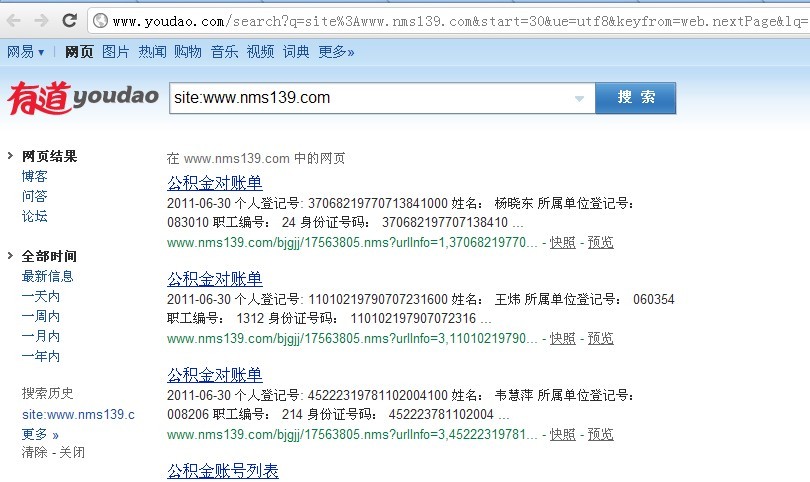 www.youdao.com/search?q=site%3Awww.nms139.com&start=30&ue=utf8&keyfrom=web.nextPage&lq=
网易▼ 网页 图片 热闻 购物 音乐 视频 词典 更多»
有道youdao site:www.nms139.com 搜 索
网页结果
博客
问答
论坛
全部时间
最新信息
一天内
一周内
一月内
一年内
搜索历史
site:www.nms139.c
更多 »
清除 - 关闭
在 www.nms139.com 中的网页
公积金对账单
2011-06-30 个人登记号: 37068219770713841000 姓名： 杨晓东 所属单位登记号：
083010 职工编号： 24 身份证号码： 370682197707138410 ...
www.nms139.com/bjgjj/17563805.nms?urlInfo=1,37068219770... - 快照 - 预览
公积金对账单
2011-06-30 个人登记号: 11010219790707231600 姓名： 王炜 所属单位登记号： 060354
职工编号： 1312 身份证号码： 110102197907072316 ...
www.nms139.com/bjgjj/17563805.nms?urlInfo=3,11010219790... - 快照 - 预览
公积金对账单
2011-06-30 个人登记号: 45222319781102004100 姓名： 韦慧萍 所属单位登记号：
008206 职工编号： 214 身份证号码： 452223781102004 ...
www.nms139.com/bjgjj/17563805.nms?urlInfo=3,45222319781... - 快照 - 预览
公积金账号列表